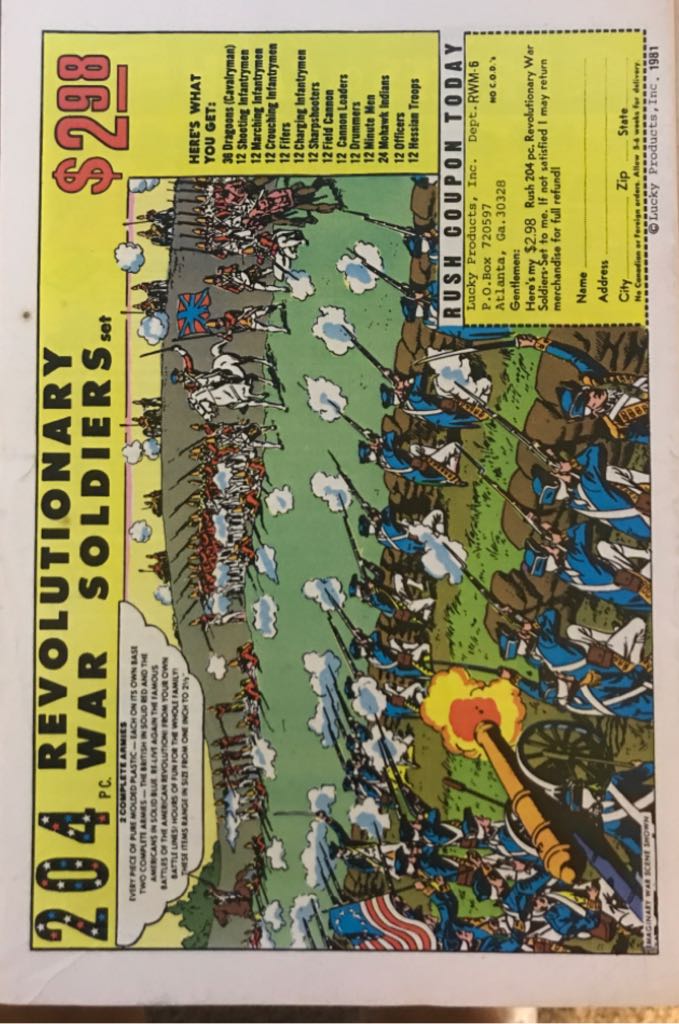 204 PC. REVOLUTIONARY
WAR SOLDIERS set
$2.98
2 COMPLETE ARMIES
EVERY PIECE OF PURE MOLDED PLASTIC — EACH ON ITS OWN BASE
TWO COMPLETE ARMIES — THE BRITISH IN SOLID RED AND THE
AMERICANS IN SOLID BLUE. RE-LIVE AGAIN THE FAMOUS
BATTLES OF THE AMERICAN REVOLUTION! FROM YOUR OWN
BATTLE LINES! HOURS OF FUN FOR THE WHOLE FAMILY!
THESE ITEMS RANGE IN SIZE FROM ONE INCH TO 2½"
HERE'S WHAT
YOU GET:
36 Dragoons (Cavalryman)
12 Shooting Infantrymen
12 Marching Infantrymen
12 Crouching Infantrymen
12 Fifers
12 Charging Infantrymen
12 Sharpshooters
12 Field Cannon
12 Cannon Loaders
12 Drummers
12 Minute Men
24 Mohawk Indians
12 Officers
12 Hessian Troops
RUSH COUPON TODAY
Lucky Products, Inc. Dept. RWM-6
P.O.Box 720597
Atlanta, Ga.30328 NO C.O.D.'s
Gentlemen:
Here's my $2.98 Rush 204 pc. Revolutionary War
Soldiers-Set to me. If not satisfied I may return
merchandise for full refund!
Name
Address
City Zip State
No Canadian or Foreign orders. Allow 5-6 weeks for delivery.
© Lucky Products, Inc. 1981
IMAGINARY WAR SCENE SHOWN